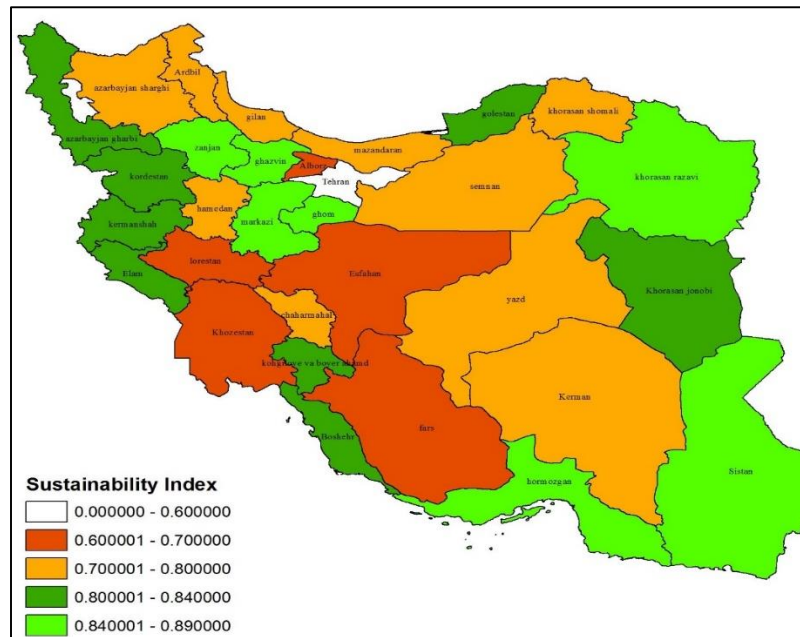 azarbayjan sharghi
Ardbil
gilan
golestan
khorasan shomali
azarbayjan gharbi
zanjan
ghazvin
mazandaran
Alborz
Tehran
khorasan razavi
kordestan
semnan
hamedan
markazi
ghom
kermanshah
lorestan
Esfahan
Elam
Khorasan jonobi
yazd
chaharmahal
Khozestan
va boyer
Kerman
fars
Boshehr
hormozgan
Sistan
Sustainability Index
0.000000 - 0.600000
0.600001 - 0.700000
0.700001 - 0.800000
0.800001 - 0.840000
0.840001 - 0.890000